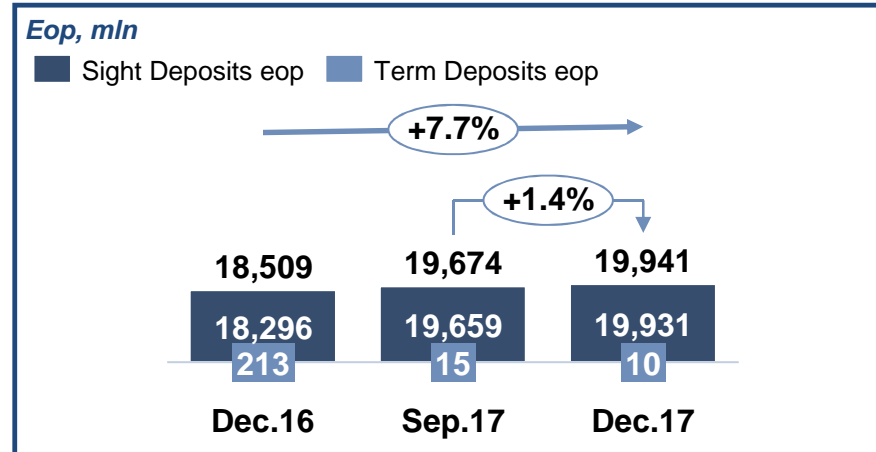 Eop, mln
Sight Deposits eop Term Deposits eop
+7.7%
+1.4%
18,509 19,674 19,941
18,296 19,659 19,931
213 15 10
Dec.16 Sep.17 Dec.17